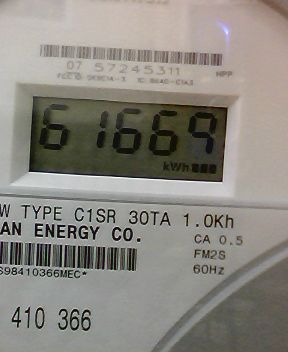 07 57245311
HPP
61669
kWh
W TYPE C1SR 30TA 1.0Kh
AN ENERGY CO.
CA 0.5
FM2S
60Hz
S98410366MEC*
410 366